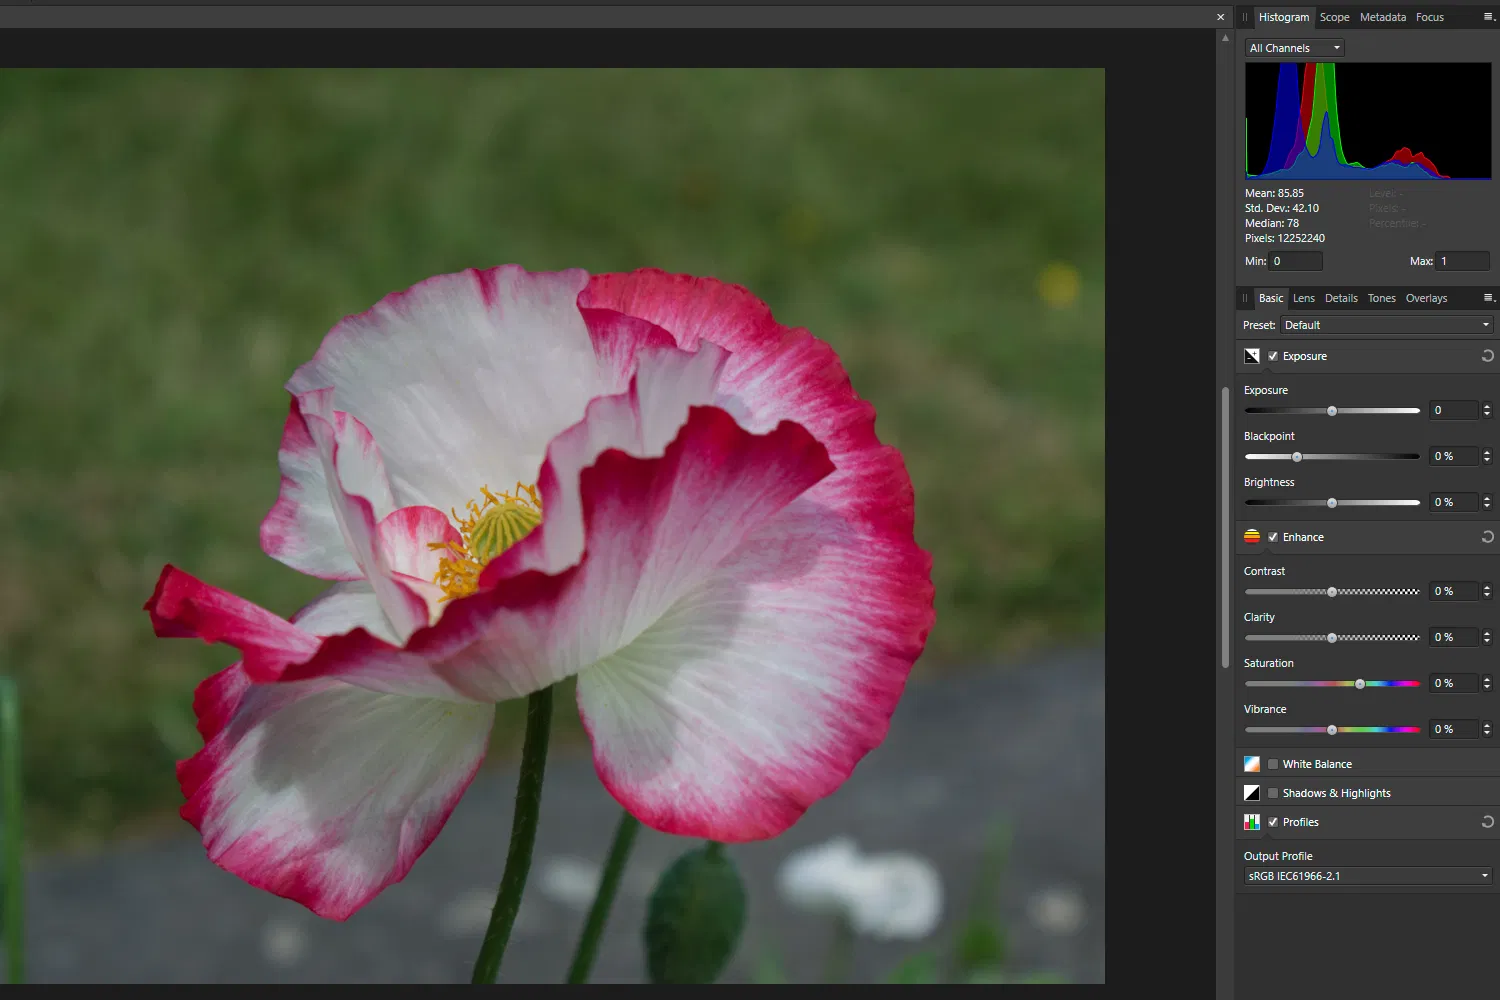 Histogram Scope Metadata Focus
All Channels
Mean: 85.85 Level: -
Std. Dev.: 42.10 Pixels: -
Median: 78 Percentile: -
Pixels: 12252240
Min: 0 Max: 1
Basic Lens Details Tones Overlays
Preset: Default
Exposure
Exposure
0
Blackpoint
0 %
Brightness
0 %
Enhance
Contrast
0 %
Clarity
0 %
Saturation
0 %
Vibrance
0 %
White Balance
Shadows & Highlights
Profiles
Output Profile
sRGB IEC61966-2.1